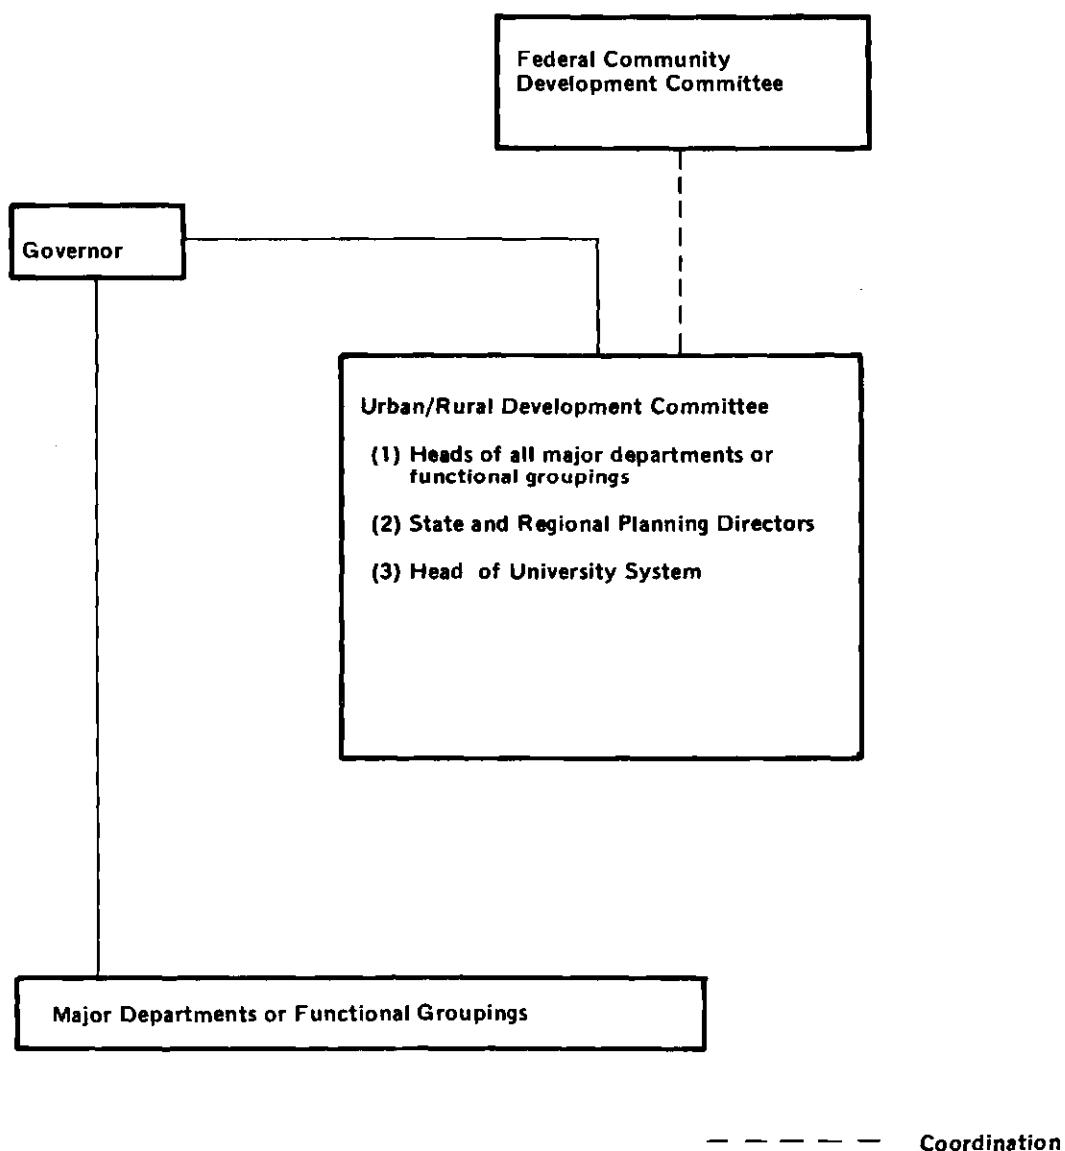 Federal Community
Development Committee
Governor
Urban/Rural Development Committee
(1) Heads of all major departments or
functional groupings
(2) State and Regional Planning Directors
(3) Head of University System
Major Departments or Functional Groupings
Coordination